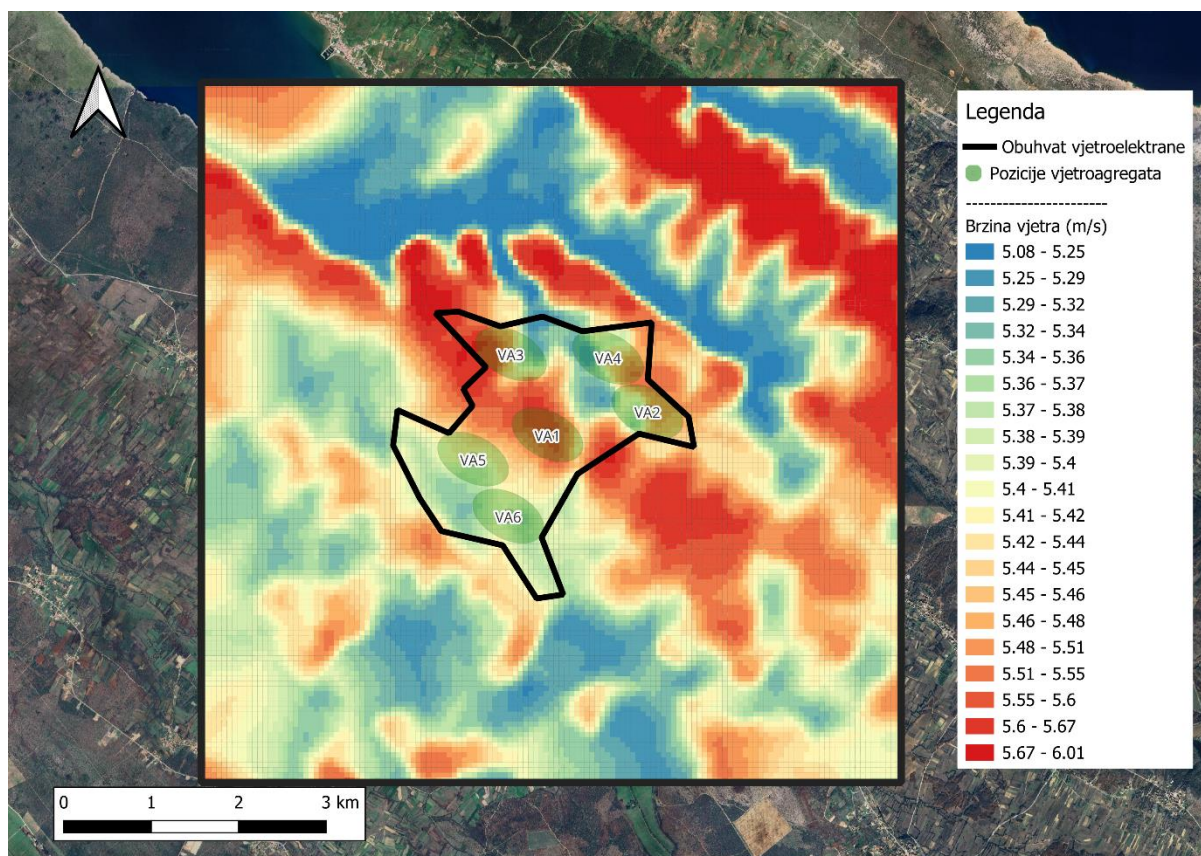 Legenda
Obuhvat vjetroelektrane
Pozicije vjetroagregata
------------------------
Brzina vjetra (m/s)
5.08 - 5.25
5.25 - 5.29
5.29 - 5.32
5.32 - 5.34
5.34 - 5.36
5.36 - 5.37
5.37 - 5.38
5.38 - 5.39
5.39 - 5.4
5.4 - 5.41
5.41 - 5.42
5.42 - 5.44
5.44 - 5.45
5.45 - 5.46
5.46 - 5.48
5.48 - 5.51
5.51 - 5.55
5.55 - 5.6
5.6 - 5.67
5.67 - 6.01
VA3
VA4
VA2
VA1
VA5
VA6
0 1 2 3 km